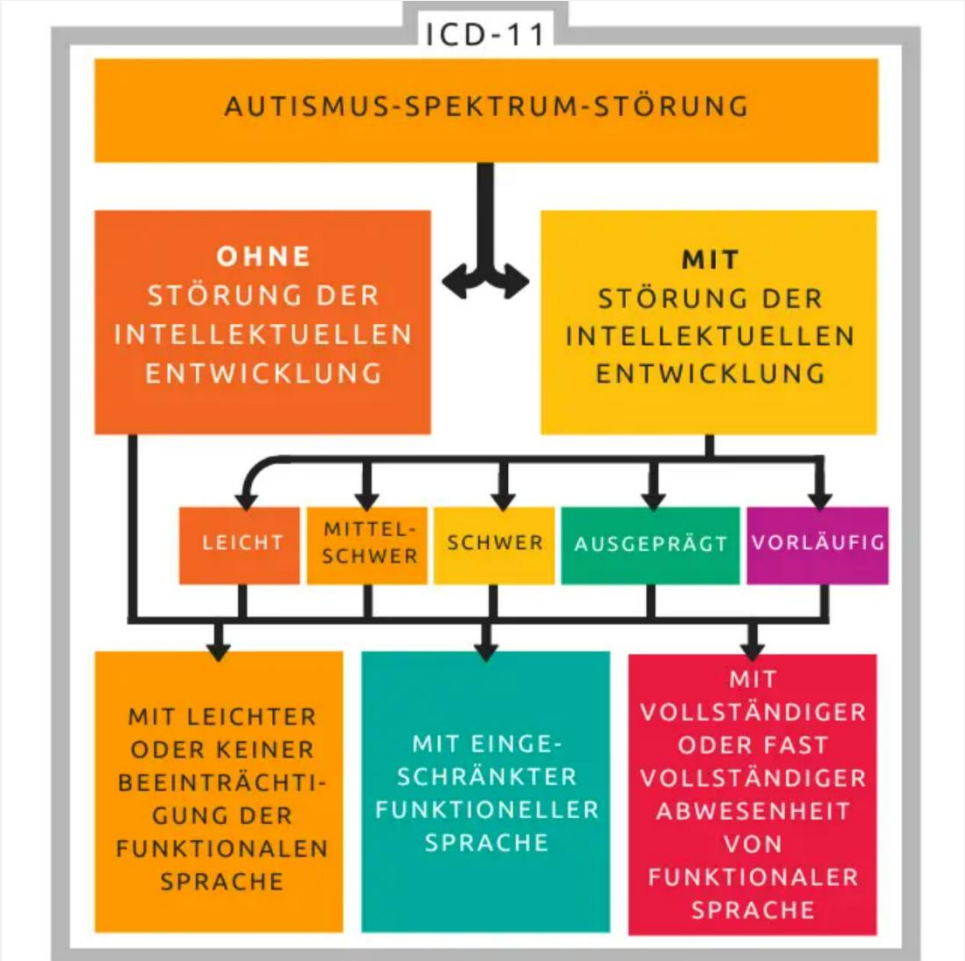 ICD-11
AUTISMUS-SPEKTRUM-STÖRUNG
OHNE
STÖRUNG DER
INTELLEKTUELLEN
ENTWICKLUNG
MIT
STÖRUNG DER
INTELLEKTUELLEN
ENTWICKLUNG
LEICHT
MITTEL-
SCHWER
SCHWER
AUSGEPRÄGT
VORLÄUFIG
MIT LEICHTER
ODER KEINER
BEEINTRÄCHTI-
GUNG DER
FUNKTIONALEN
SPRACHE
MIT EINGE-
SCHRÄNKTER
FUNKTIONELLER
SPRACHE
MIT
VOLLSTÄNDIGER
ODER FAST
VOLLSTÄNDIGER
ABWESENHEIT
VON
FUNKTIONALER
SPRACHE